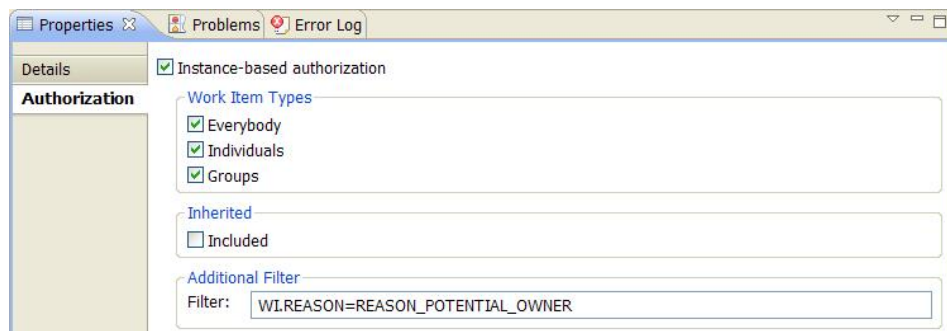 Properties Problems Error Log
Details
Authorization
Instance-based authorization
Work Item Types
Everybody
Individuals
Groups
Inherited
Included
Additional Filter
Filter: WI.REASON=REASON_POTENTIAL_OWNER